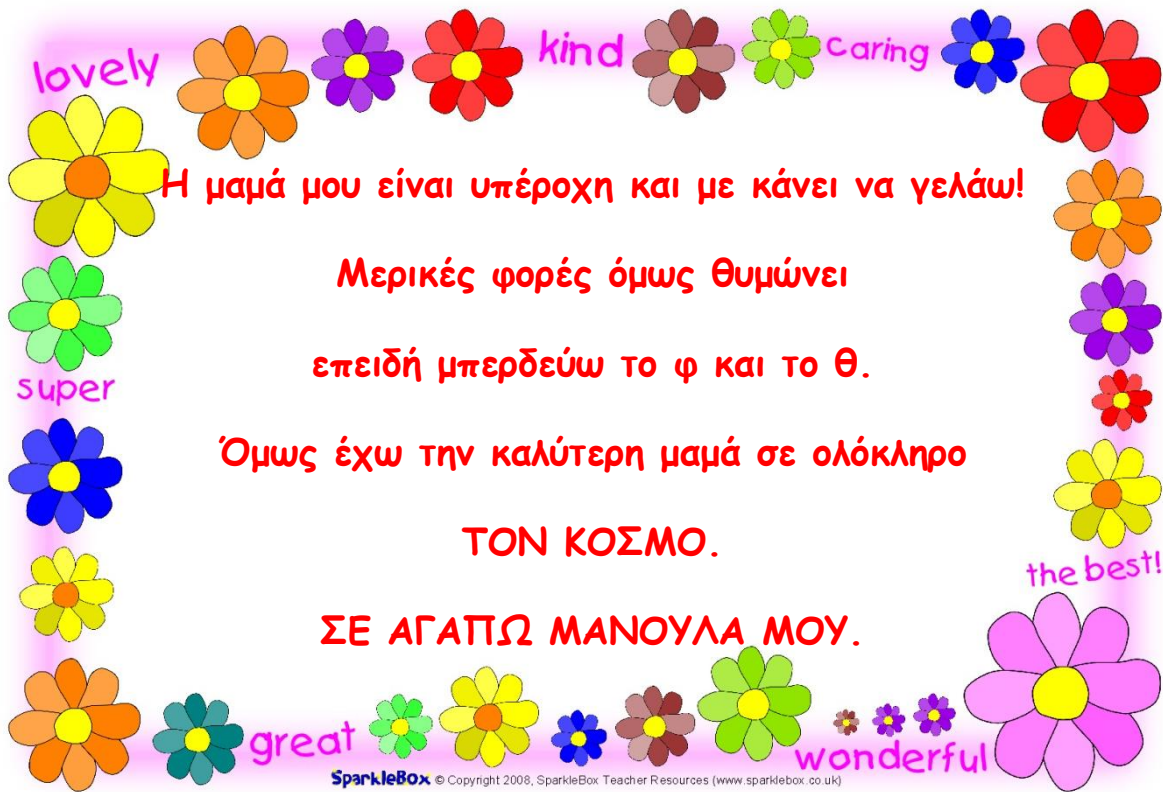 lovely
kind
caring
Η μαμά μου είναι υπέροχη και με κάνει να γελάω!
Μερικές φορές όμως θυμώνει
επειδή μπερδεύω το φ και το θ.
super
Όμως έχω την καλύτερη μαμά σε ολόκληρο
ΤΟΝ ΚΟΣΜΟ.
the best!
ΣΕ ΑΓΑΠΩ ΜΑΝΟΥΛΑ ΜΟΥ.
great
wonderful
SparkleBox © Copyright 2008, SparkleBox Teacher Resources (www.sparklebox.co.uk)